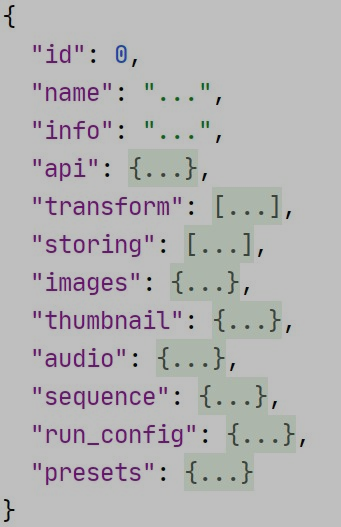 {
"id": 0,
"name": "...",
"info": "...",
"api": {...},
"transform": [...],
"storing": [...],
"images": {...},
"thumbnail": {...},
"audio": {...},
"sequence": {...},
"run_config": {...},
"presets": {...}
}